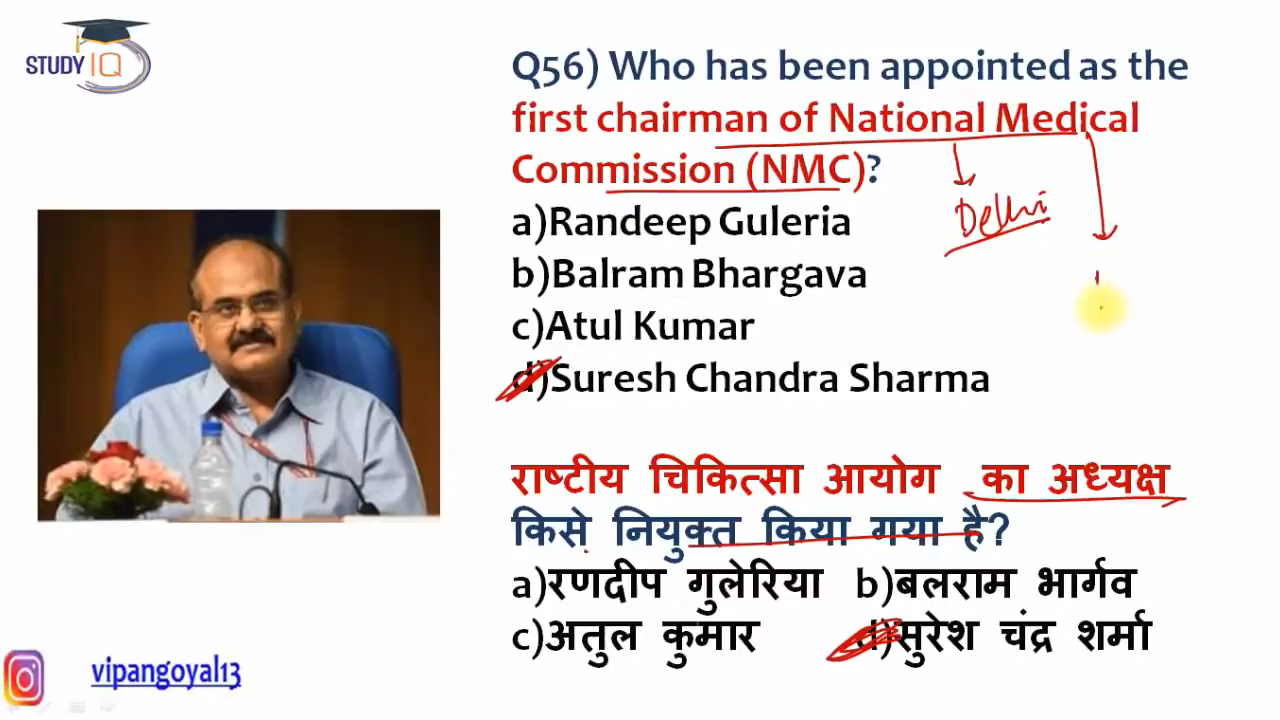 STUDY IQ
Q56) Who has been appointed as the
first chairman of National Medical
Commission (NMC)?
Delhi
a)Randeep Guleria
b)Balram Bhargava
c)Atul Kumar
d)Suresh Chandra Sharma
राष्टीय चिकित्सा आयोग का अध्यक्ष
किसे नियुक्त किया गया है?
a)रणदीप गुलेरिया b)बलराम भार्गव
c)अतुल कुमार d)सुरेश चंद्र शर्मा
vipangoyal13